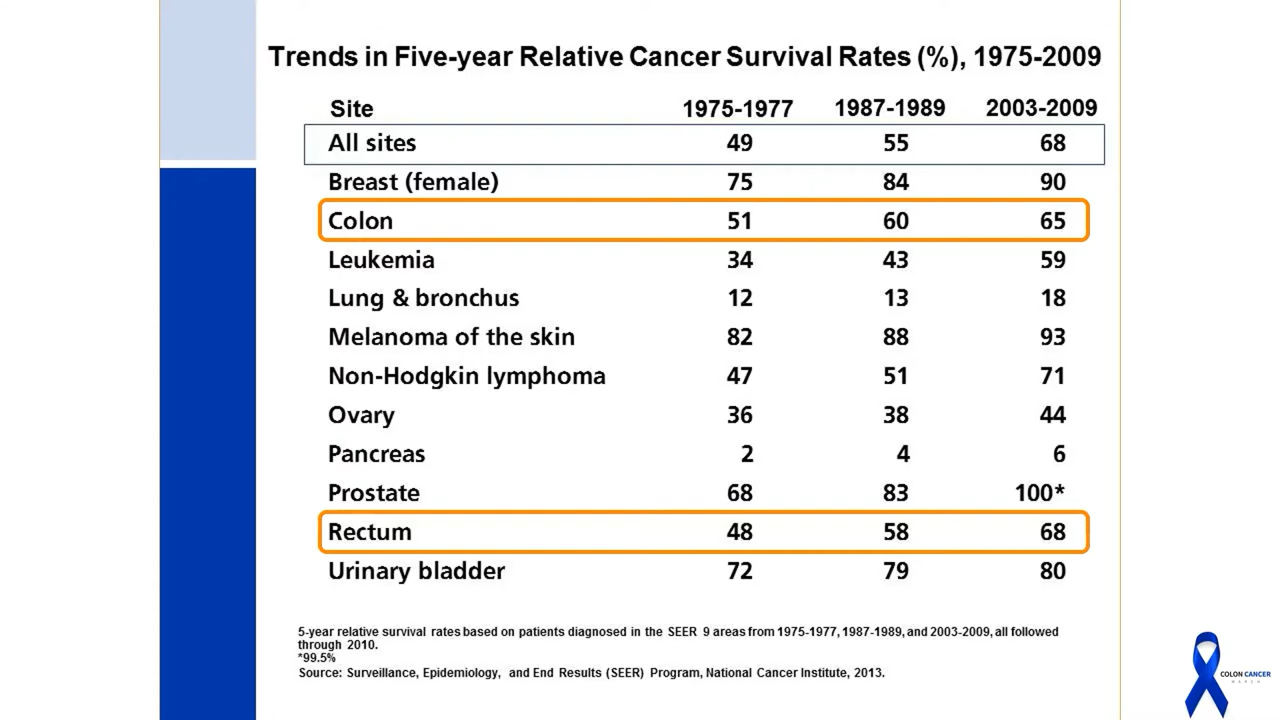 Trends in Five-year Relative Cancer Survival Rates (%), 1975-2009
Site 1975-1977 1987-1989 2003-2009
All sites 49 55 68
Breast (female) 75 84 90
Colon 51 60 65
Leukemia 34 43 59
Lung & bronchus 12 13 18
Melanoma of the skin 82 88 93
Non-Hodgkin lymphoma 47 51 71
Ovary 36 38 44
Pancreas 2 4 6
Prostate 68 83 100*
Rectum 48 58 68
Urinary bladder 72 79 80
5-year relative survival rates based on patients diagnosed in the SEER 9 areas from 1975-1977, 1987-1989, and 2003-2009, all followed
through 2010.
*99.5%
Source: Surveillance, Epidemiology, and End Results (SEER) Program, National Cancer Institute, 2013.
COLON CANCER